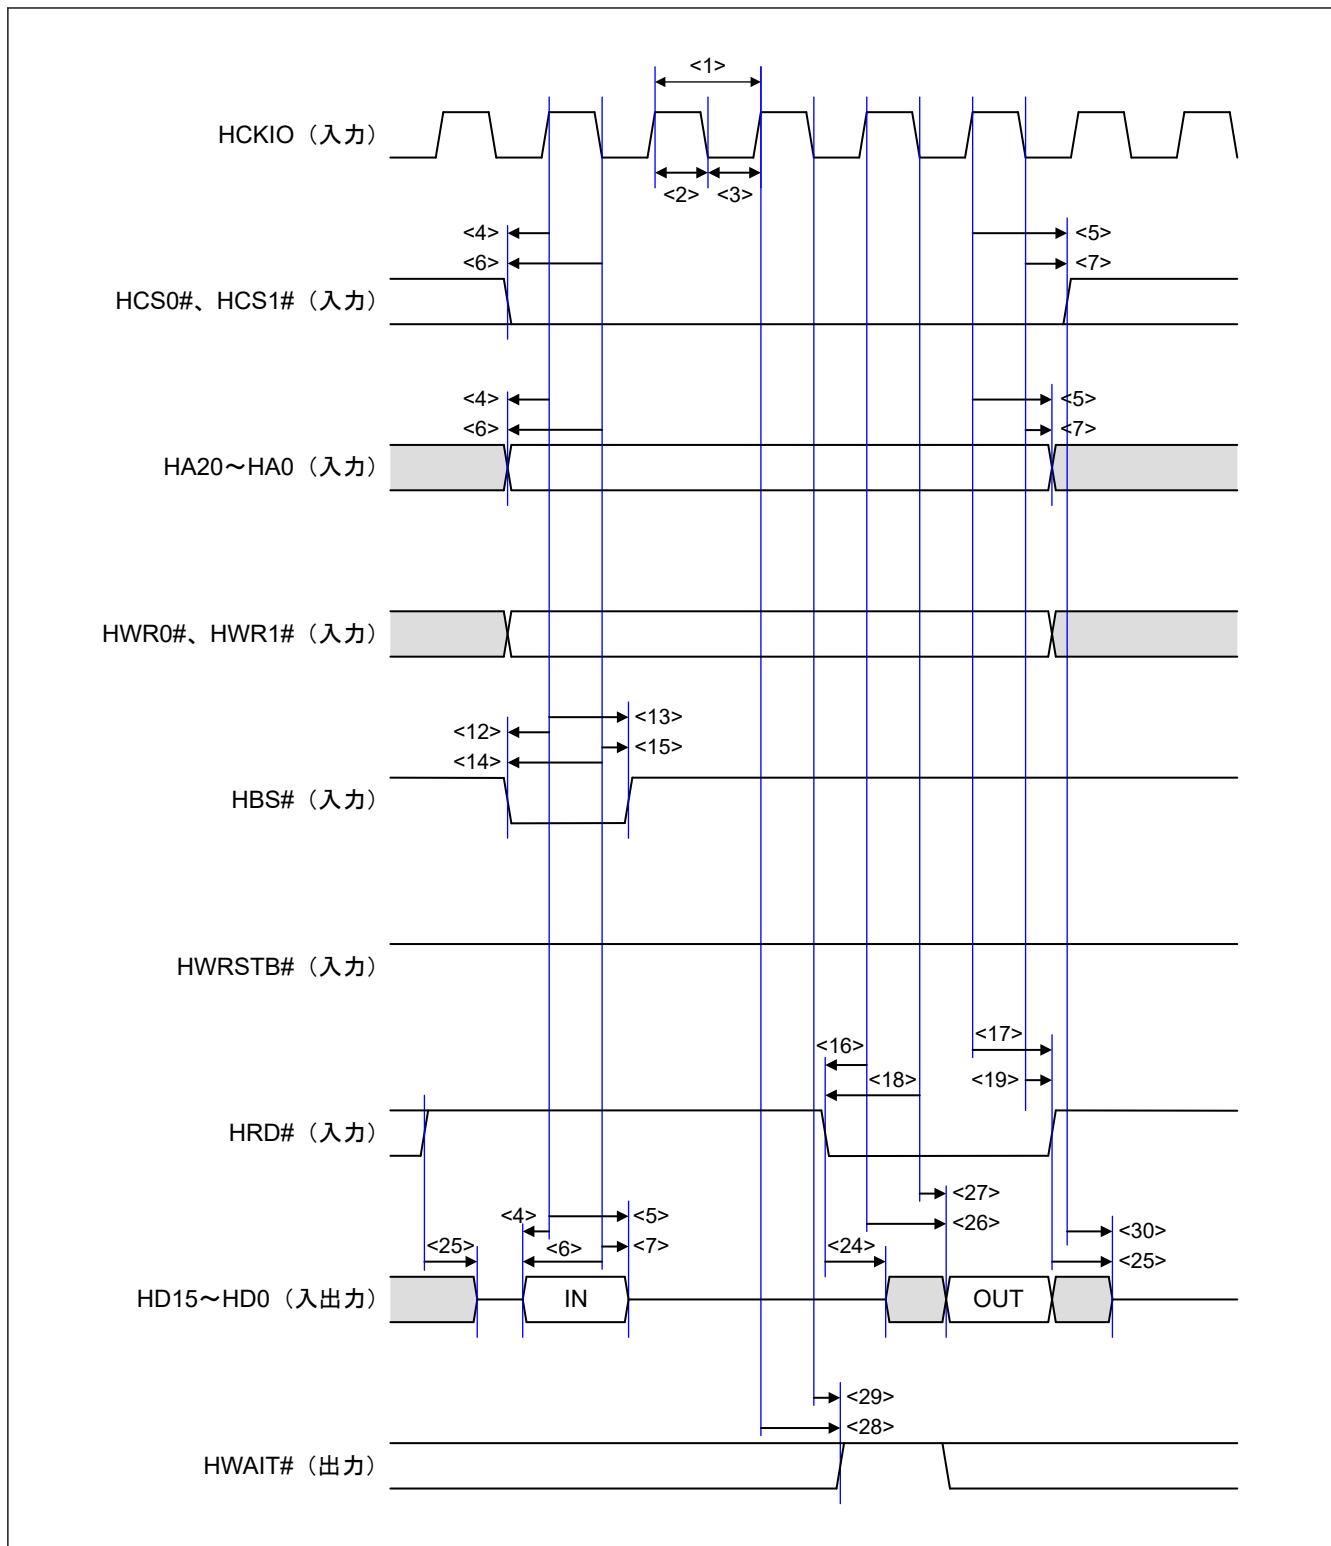 <1>
HCKIO（入力）
<2> <3>
<4> <5>
<6> <7>
HCS0#、HCS1#（入力）
<4> <5>
<6> <7>
HA20～HA0（入力）
HWR0#、HWR1#（入力）
<13>
<12>
<15>
<14>
HBS#（入力）
HWRSTB#（入力）
<17>
<16>
<18> <19>
HRD#（入力）
<27>
<4> <5> <26> <30>
<25> <6> <7> <24> <25>
HD15～HD0（入出力） IN OUT
<29>
<28>
HWAIT#（出力）